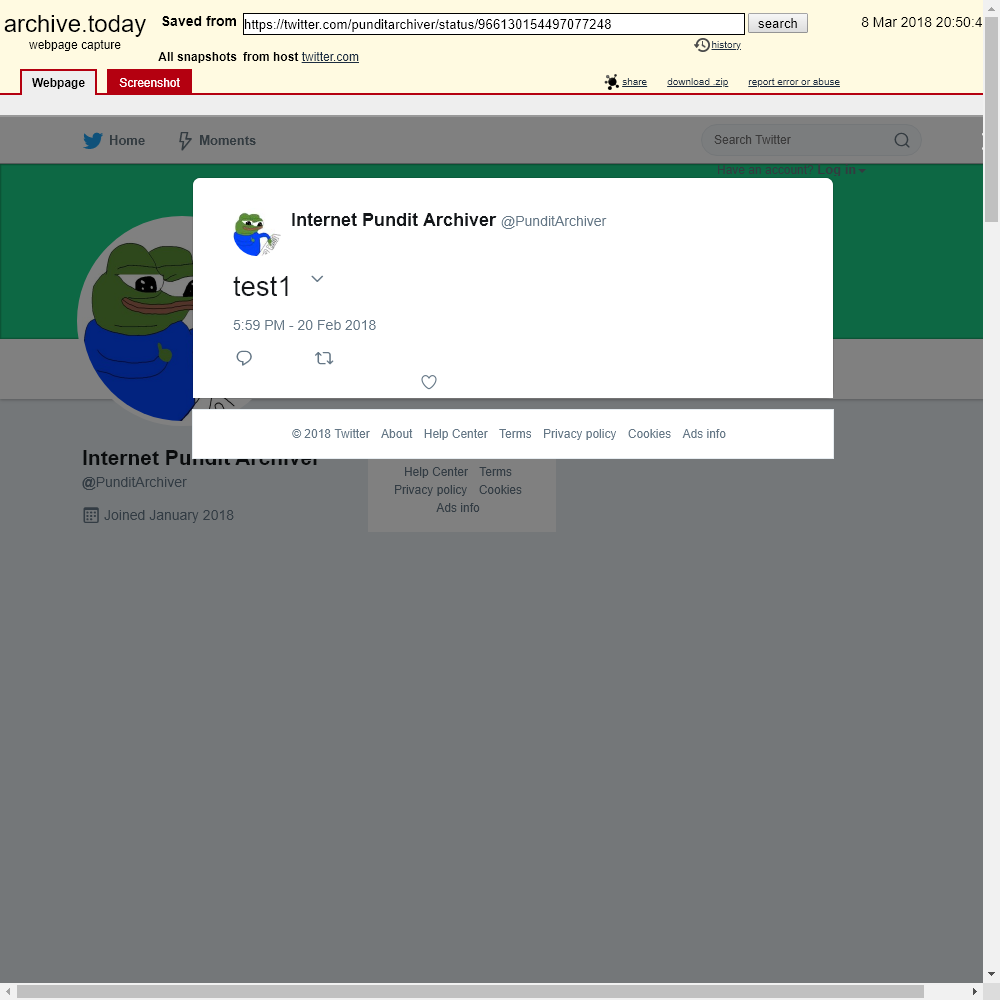 archive.today
webpage capture
Saved from https://twitter.com/punditarchiver/status/966130154497077248 search
8 Mar 2018 20:50:4
history
All snapshots from host twitter.com
Webpage Screenshot
share download .zip report error or abuse
Home Moments Search Twitter
Have an account? Log in
Internet Pundit Archiver @PunditArchiver
test1
5:59 PM - 20 Feb 2018
© 2018 Twitter About Help Center Terms Privacy policy Cookies Ads info
Internet Pundit Archiver
@PunditArchiver
Joined January 2018
Help Center Terms
Privacy policy Cookies
Ads info